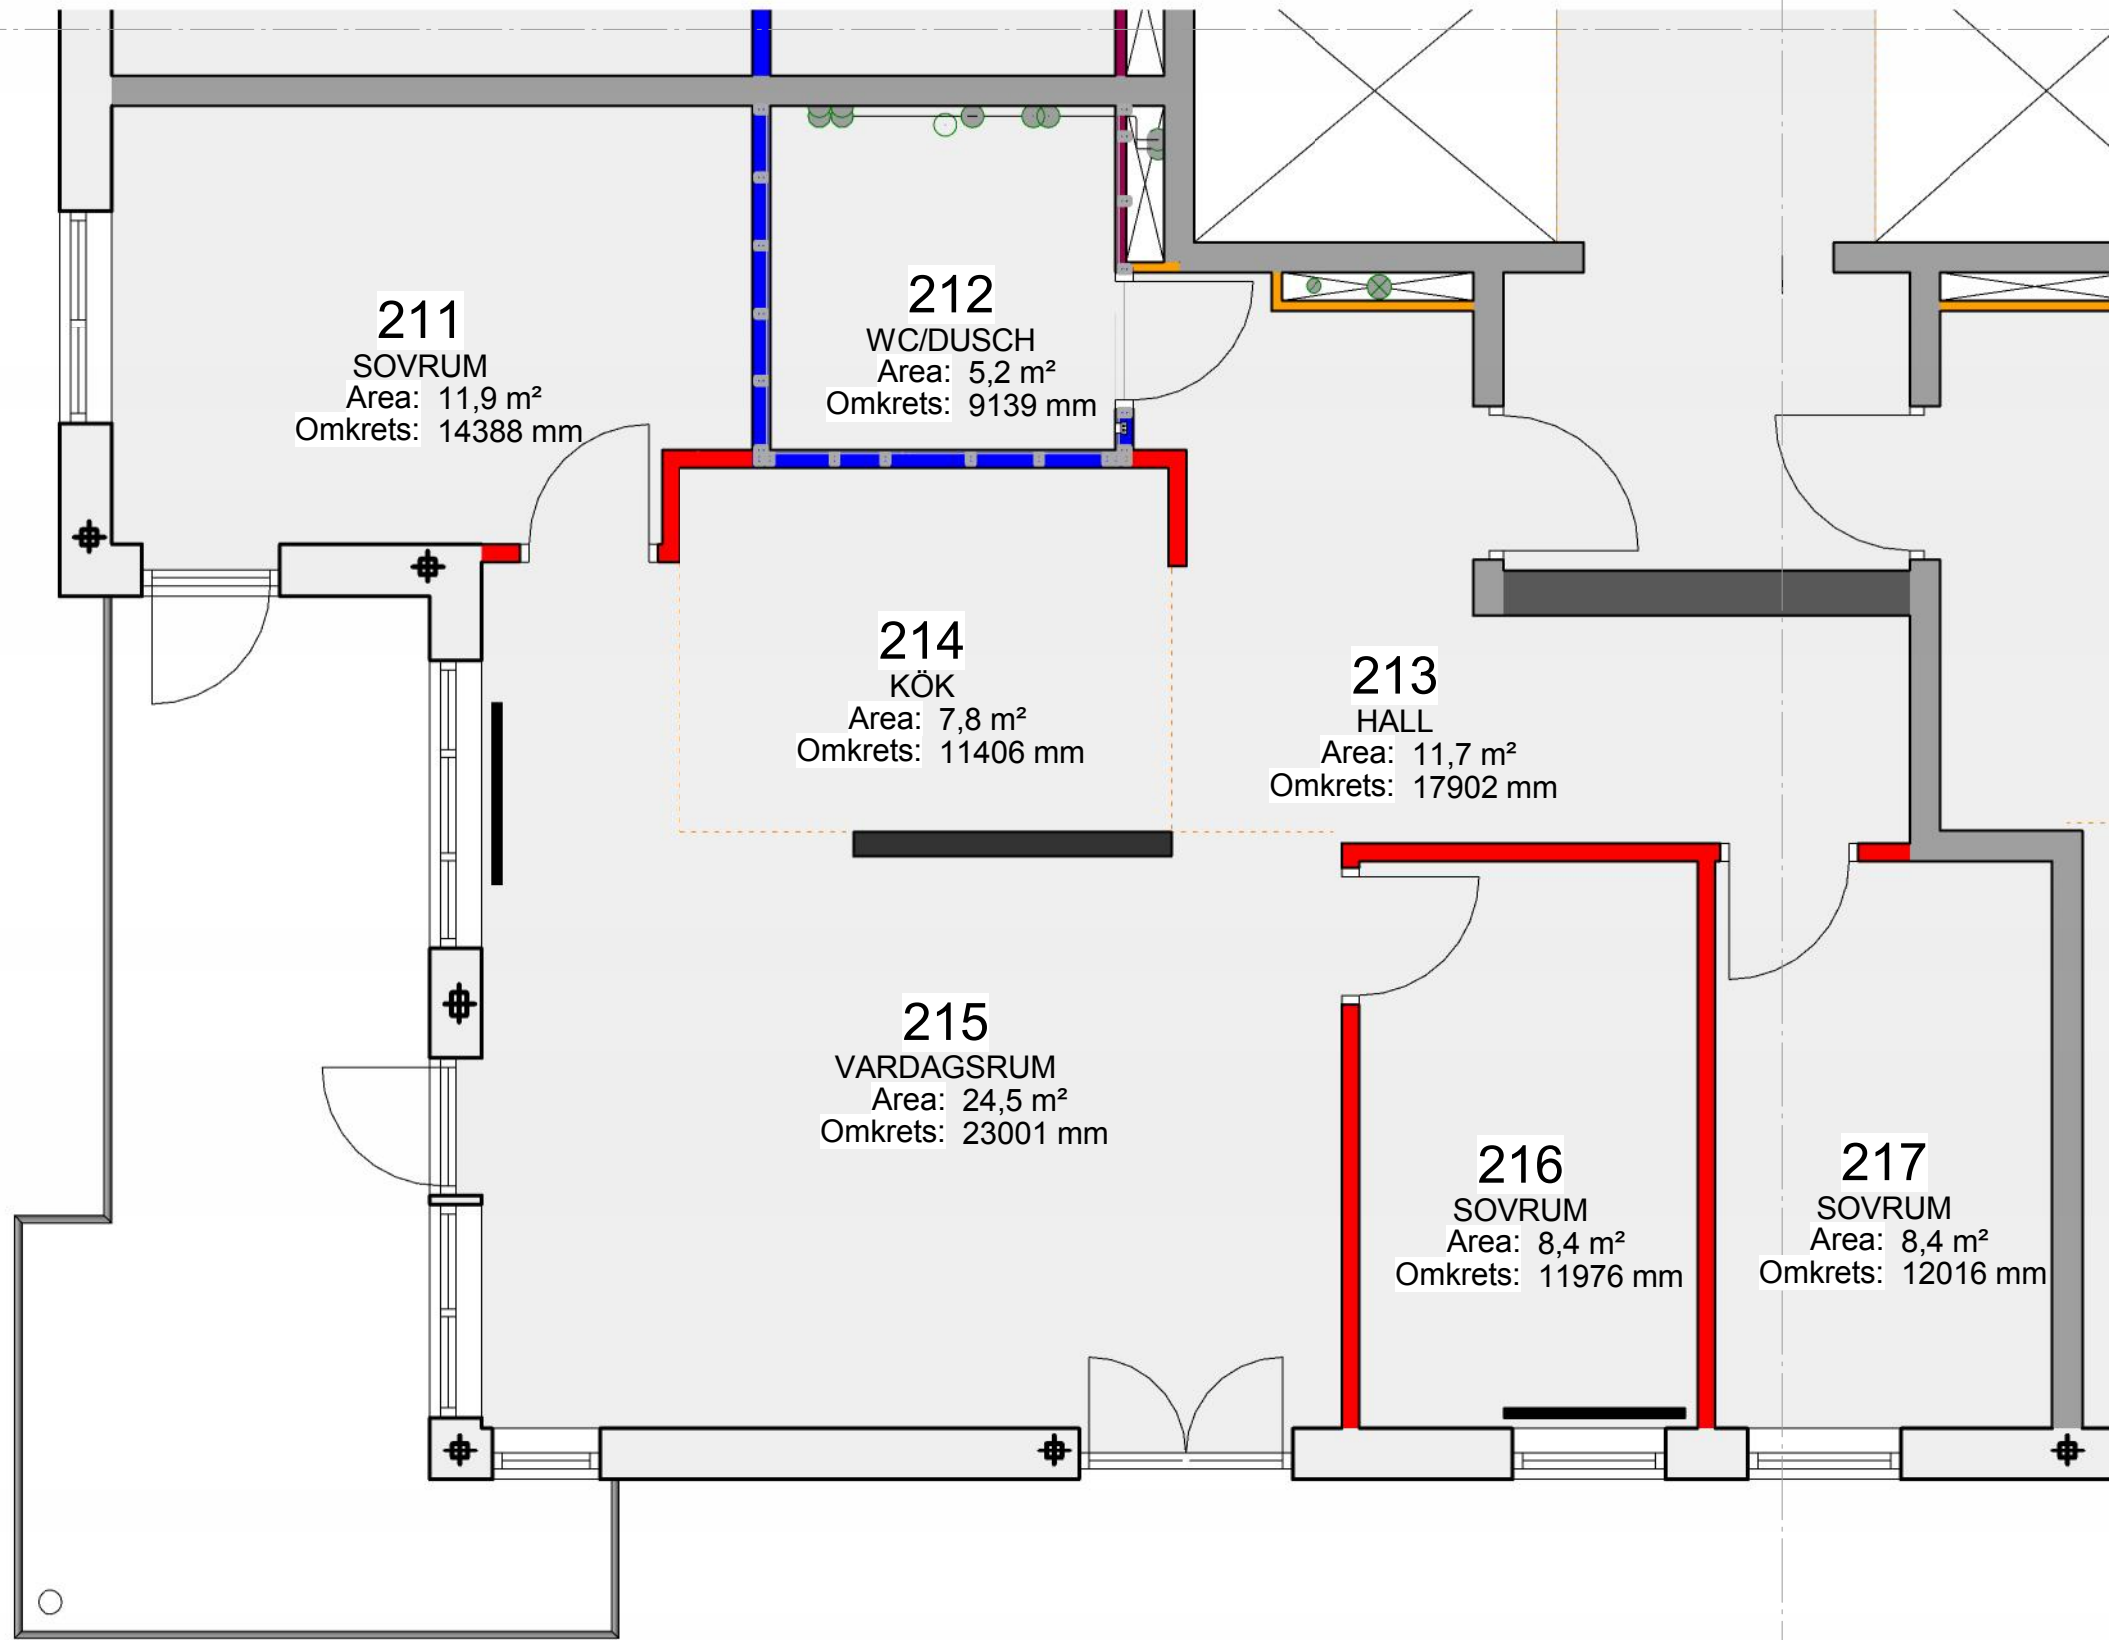 211
SOVRUM
Area: 11,9 m²
Omkrets: 14388 mm
212
WC/DUSCH
Area: 5,2 m²
Omkrets: 9139 mm
214
KÖK
Area: 7,8 m²
Omkrets: 11406 mm
213
HALL
Area: 11,7 m²
Omkrets: 17902 mm
215
VARDAGSRUM
Area: 24,5 m²
Omkrets: 23001 mm
216
SOVRUM
Area: 8,4 m²
Omkrets: 11976 mm
217
SOVRUM
Area: 8,4 m²
Omkrets: 12016 mm